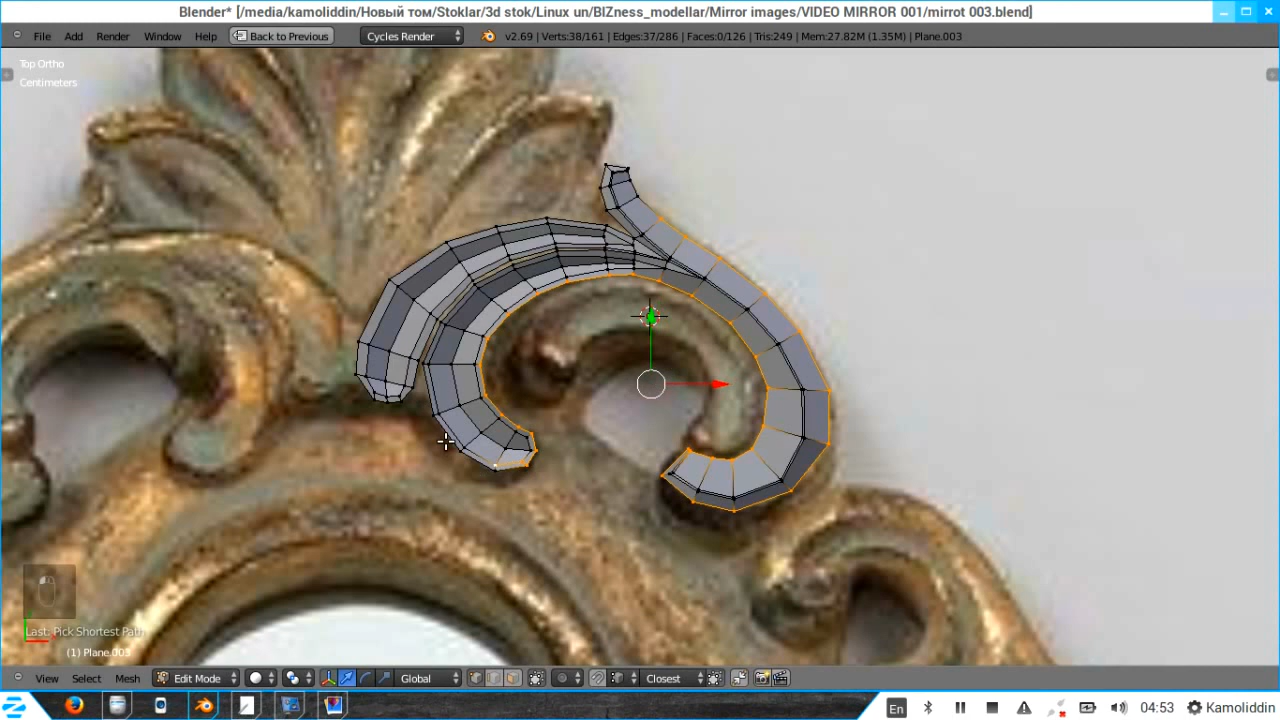 Blender* [/media/kamoliddin/Новый том/Stoklar/3d stok/Linux un/BIZness_modellar/Mirror images/VIDEO MIRROR 001/mirrot 003.blend]
File Add Render Window Help Back to Previous Cycles Render v2.69 | Verts:38/161 | Edges:37/286 | Faces:0/126 | Tris:249 | Mem:27.82M (1.35M) | Plane.003
Top Ortho
Centimeters
Last: Pick Shortest Path
(1) Plane.003
View Select Mesh Edit Mode Global Closest
En 04:53 Kamoliddin